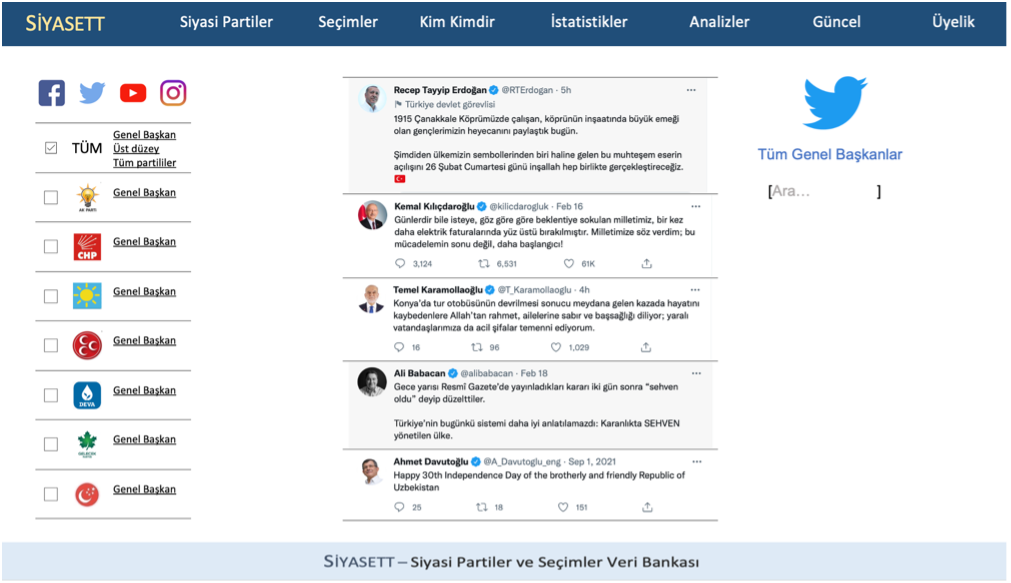 SİYASETT
Siyasi Partiler
Seçimler
Kim Kimdir
İstatistikler
Analizler
Güncel
Üyelik
TÜM
Genel Başkan
Üst düzey
Tüm partililer
AK PARTİ
Genel Başkan
CHP
Genel Başkan
Genel Başkan
Genel Başkan
DEVA
Genel Başkan
GELECEK
Genel Başkan
Genel Başkan
Recep Tayyip Erdoğan @RTErdogan · 5h
Türkiye devlet görevlisi
1915 Çanakkale Köprümüzde çalışan, köprünün inşaatında büyük emeği
olan gençlerimizin heyecanını paylaştık bugün.
Şimdiden ülkemizin sembollerinden biri haline gelen bu muhteşem eserin
açılışını 26 Şubat Cumartesi günü inşallah hep birlikte gerçekleştireceğiz.
Kemal Kılıçdaroğlu @kilicdarogluk · Feb 16
Günlerdir bile isteye, göz göre göre beklentiye sokulan milletimiz, bir kez
daha elektrik faturalarında yüz üstü bırakılmıştır. Milletimize söz verdim; bu
mücadelemin sonu değil, daha başlangıcı!
3,124 6,531 61K
Temel Karamollaoğlu @T_Karamollaoglu · 4h
Konya'da tur otobüsünün devrilmesi sonucu meydana gelen kazada hayatını
kaybedenlere Allah'tan rahmet, ailelerine sabır ve başsağlığı diliyor; yaralı
vatandaşlarımıza da acil şifalar temenni ediyorum.
16 96 1,029
Ali Babacan @alibabacan · Feb 18
Gece yarısı Resmî Gazete'de yayınladıkları kararı iki gün sonra "sehven
oldu" deyip düzelttiler.
Türkiye'nin bugünkü sistemi daha iyi anlatılamazdı: Karanlıkta SEHVEN
yönetilen ülke.
Ahmet Davutoğlu @A_Davutoglu_eng · Sep 1, 2021
Happy 30th Independence Day of the brotherly and friendly Republic of
Uzbekistan
25 18 151
Tüm Genel Başkanlar
[Ara... ]
SİYASETT – Siyasi Partiler ve Seçimler Veri Bankası